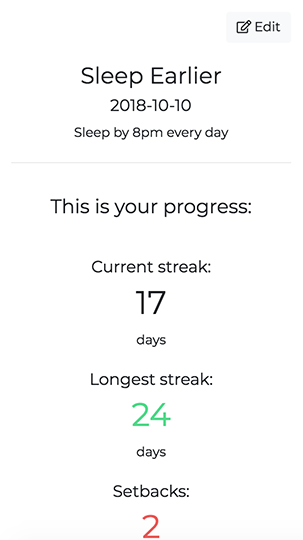 Edit
Sleep Earlier
2018-10-10
Sleep by 8pm every day
This is your progress:
Current streak:
17
days
Longest streak:
24
days
Setbacks:
2